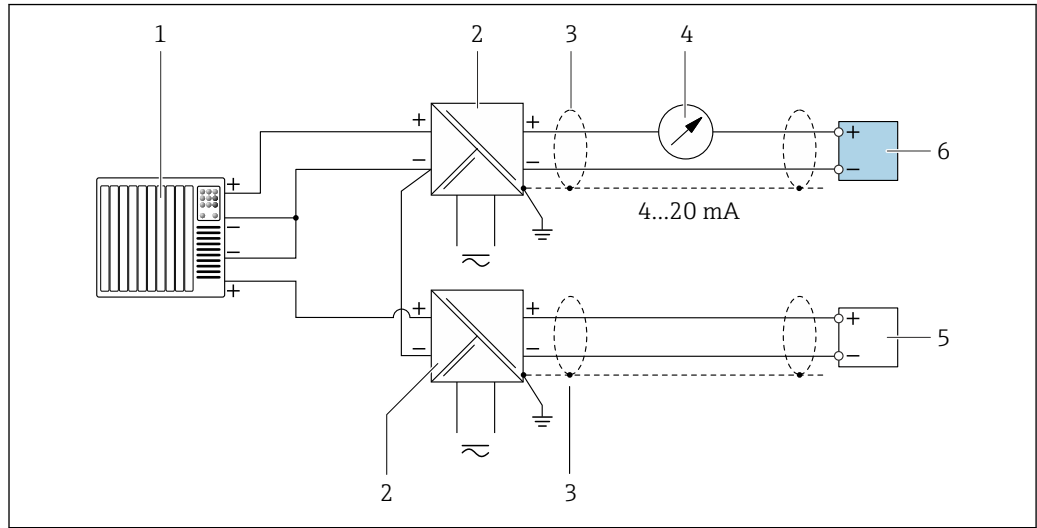 1 2 3 4
+ +
+ 6
− − −
+ 4...20 mA
−
−
+
+ + +
5
− − −
2 3